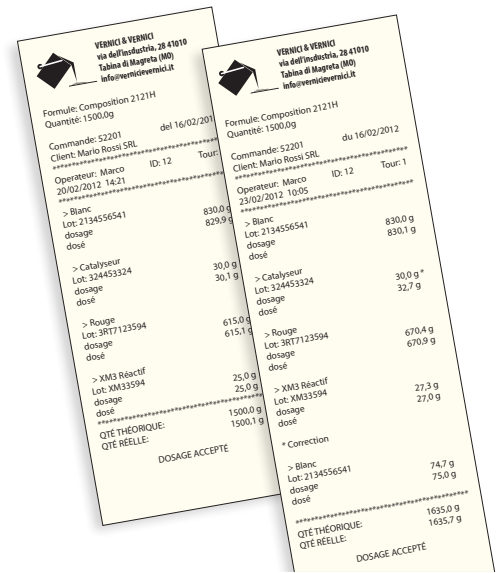 VERNICI & VERNICI
via dell'insdustria, 28 41010
Tabina di Magreta (MO)
info@vernicievernici.it
Formule: Composition 2121H
Quantité: 1500,0g
Commande: 52201 del 16/02/201
Client: Mario Rossi SRL
****************************************
Operateur: Marco ID: 12 Tour:
20/02/2012 14:21
****************************************
> Blanc
Lot: 2134556541
dosage 830,0 g
dosé 829,9 g
> Catalyseur
Lot: 324453324
dosage 30,0 g
dosé 30,1 g
> Rouge
Lot: 3RT7123594
dosage 615,0 g
dosé 615,1 g
> XM3 Réactif
Lot: XM33594
dosage 25,0 g
dosé 25,0 g
****************************************
QTÉ THÉORIQUE: 1500,0 g
QTÉ RÉELLE: 1500,1 g
DOSAGE ACCEPTÉ
VERNICI & VERNICI
via dell'insdustria, 28 41010
Tabina di Magreta (MO)
info@vernicievernici.it
Formule: Composition 2121H
Quantité: 1500,0g
Commande: 52201 du 16/02/2012
Client: Mario Rossi SRL
****************************************
Operateur: Marco ID: 12 Tour: 1
23/02/2012 10:05
****************************************
> Blanc
Lot: 2134556541
dosage 830,0 g
dosé 830,1 g
> Catalyseur
Lot: 324453324
dosage 30,0 g *
dosé 32,7 g
> Rouge
Lot: 3RT7123594
dosage 670,4 g
dosé 670,9 g
> XM3 Réactif
Lot: XM33594
dosage 27,3 g
dosé 27,0 g
* Correction
> Blanc
Lot: 2134556541
dosage 74,7 g
dosé 75,0 g
****************************************
QTÉ THÉORIQUE: 1635,0 g
QTÉ RÉELLE: 1635,7 g
DOSAGE ACCEPTÉ